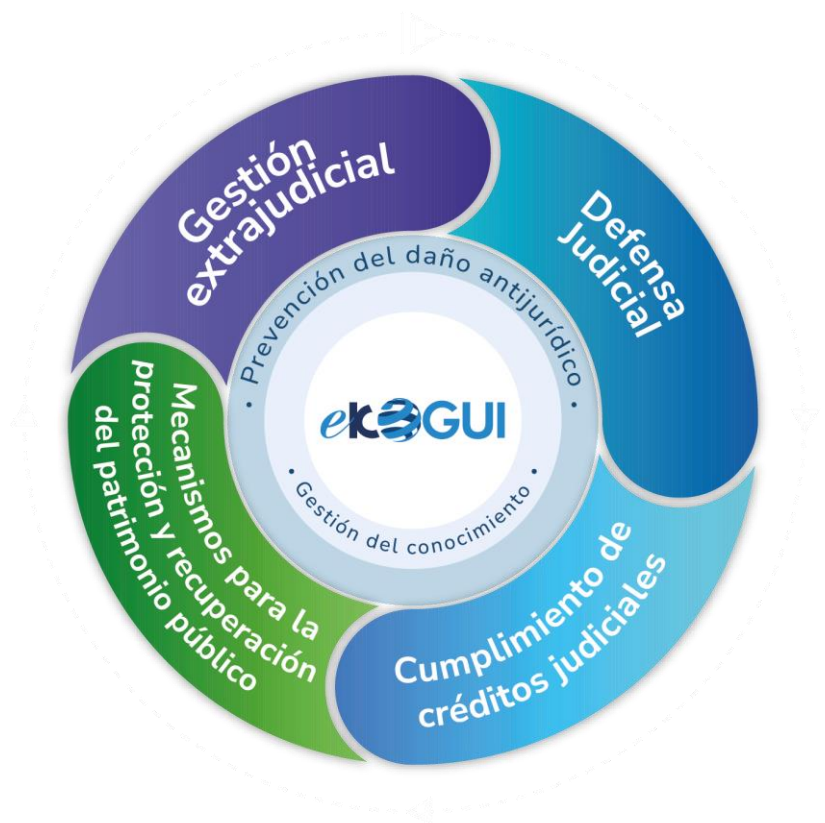 Gestión
extrajudicial
Defensa
Judicial
Cumplimiento de
créditos judiciales
Mecanismos para la
protección y recuperación
del patrimonio público
• Prevención del daño antijurídico •
ekOGUI
• Gestión del conocimiento •